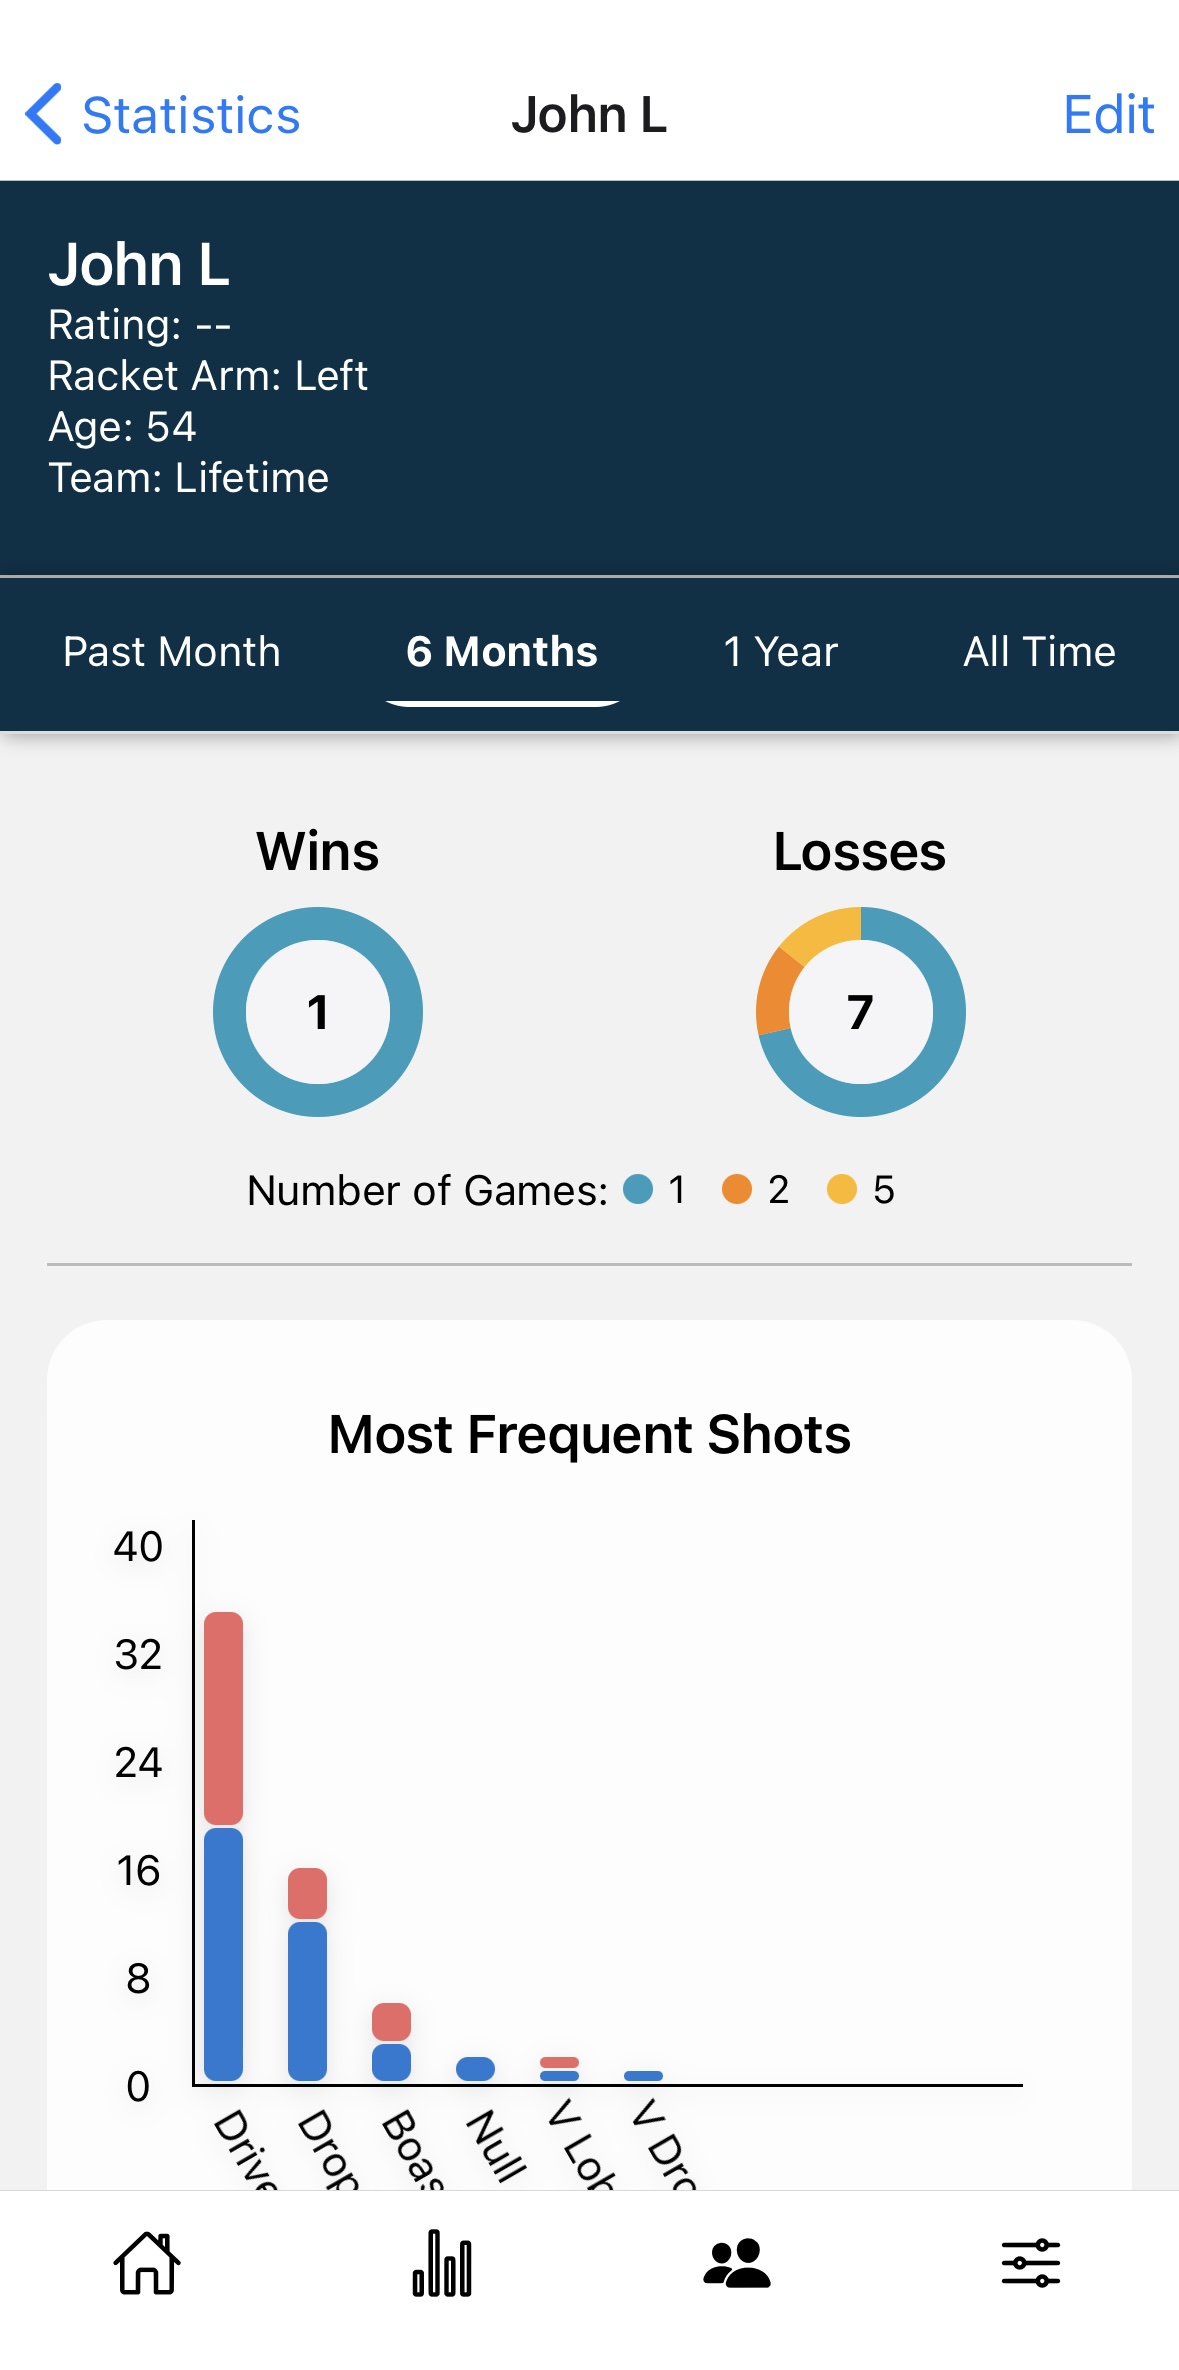 Statistics
John L
Edit
John L
Rating: --
Racket Arm: Left
Age: 54
Team: Lifetime
Past Month
6 Months
1 Year
All Time
Wins
Losses
1
7
Number of Games: 1 2 5
Most Frequent Shots
40
32
24
16
8
0
Drive
Drop
Boas
Null
V Lob
V Dro